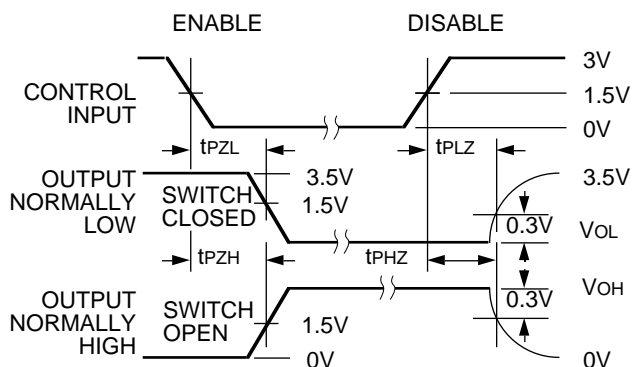 ENABLE DISABLE
3V
CONTROL INPUT 1.5V
0V
tPZL tPLZ
OUTPUT NORMALLY LOW
SWITCH CLOSED
3.5V 3.5V
1.5V
0.3V VOL
tPZH tPHZ
OUTPUT NORMALLY HIGH
SWITCH OPEN
0.3V VOH
1.5V
0V 0V